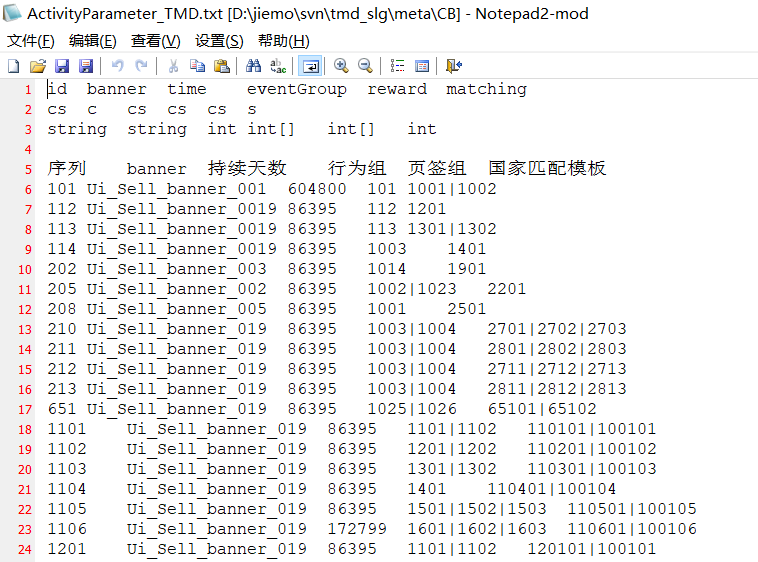 ActivityParameter_TMD.txt [D:\jiemo\svn\tmd_slg\meta\CB] - Notepad2-mod
文件(F) 编辑(E) 查看(V) 设置(S) 帮助(H)
1 id banner time eventGroup reward matching
2 cs c cs cs cs s
3 string string int int[] int[] int
4
5 序列 banner 持续天数 行为组 页签组 国家匹配模板
6 101 Ui_Sell_banner_001 604800 101 1001|1002
7 112 Ui_Sell_banner_0019 86395 112 1201
8 113 Ui_Sell_banner_0019 86395 113 1301|1302
9 114 Ui_Sell_banner_0019 86395 1003 1401
10 202 Ui_Sell_banner_003 86395 1014 1901
11 205 Ui_Sell_banner_002 86395 1002|1023 2201
12 208 Ui_Sell_banner_005 86395 1001 2501
13 210 Ui_Sell_banner_019 86395 1003|1004 2701|2702|2703
14 211 Ui_Sell_banner_019 86395 1003|1004 2801|2802|2803
15 212 Ui_Sell_banner_019 86395 1003|1004 2711|2712|2713
16 213 Ui_Sell_banner_019 86395 1003|1004 2811|2812|2813
17 651 Ui_Sell_banner_019 86395 1025|1026 65101|65102
18 1101 Ui_Sell_banner_019 86395 1101|1102 110101|100101
19 1102 Ui_Sell_banner_019 86395 1201|1202 110201|100102
20 1103 Ui_Sell_banner_019 86395 1301|1302 110301|100103
21 1104 Ui_Sell_banner_019 86395 1401 110401|100104
22 1105 Ui_Sell_banner_019 86395 1501|1502|1503 110501|100105
23 1106 Ui_Sell_banner_019 172799 1601|1602|1603 110601|100106
24 1201 Ui_Sell_banner_019 86395 1101|1102 120101|100101